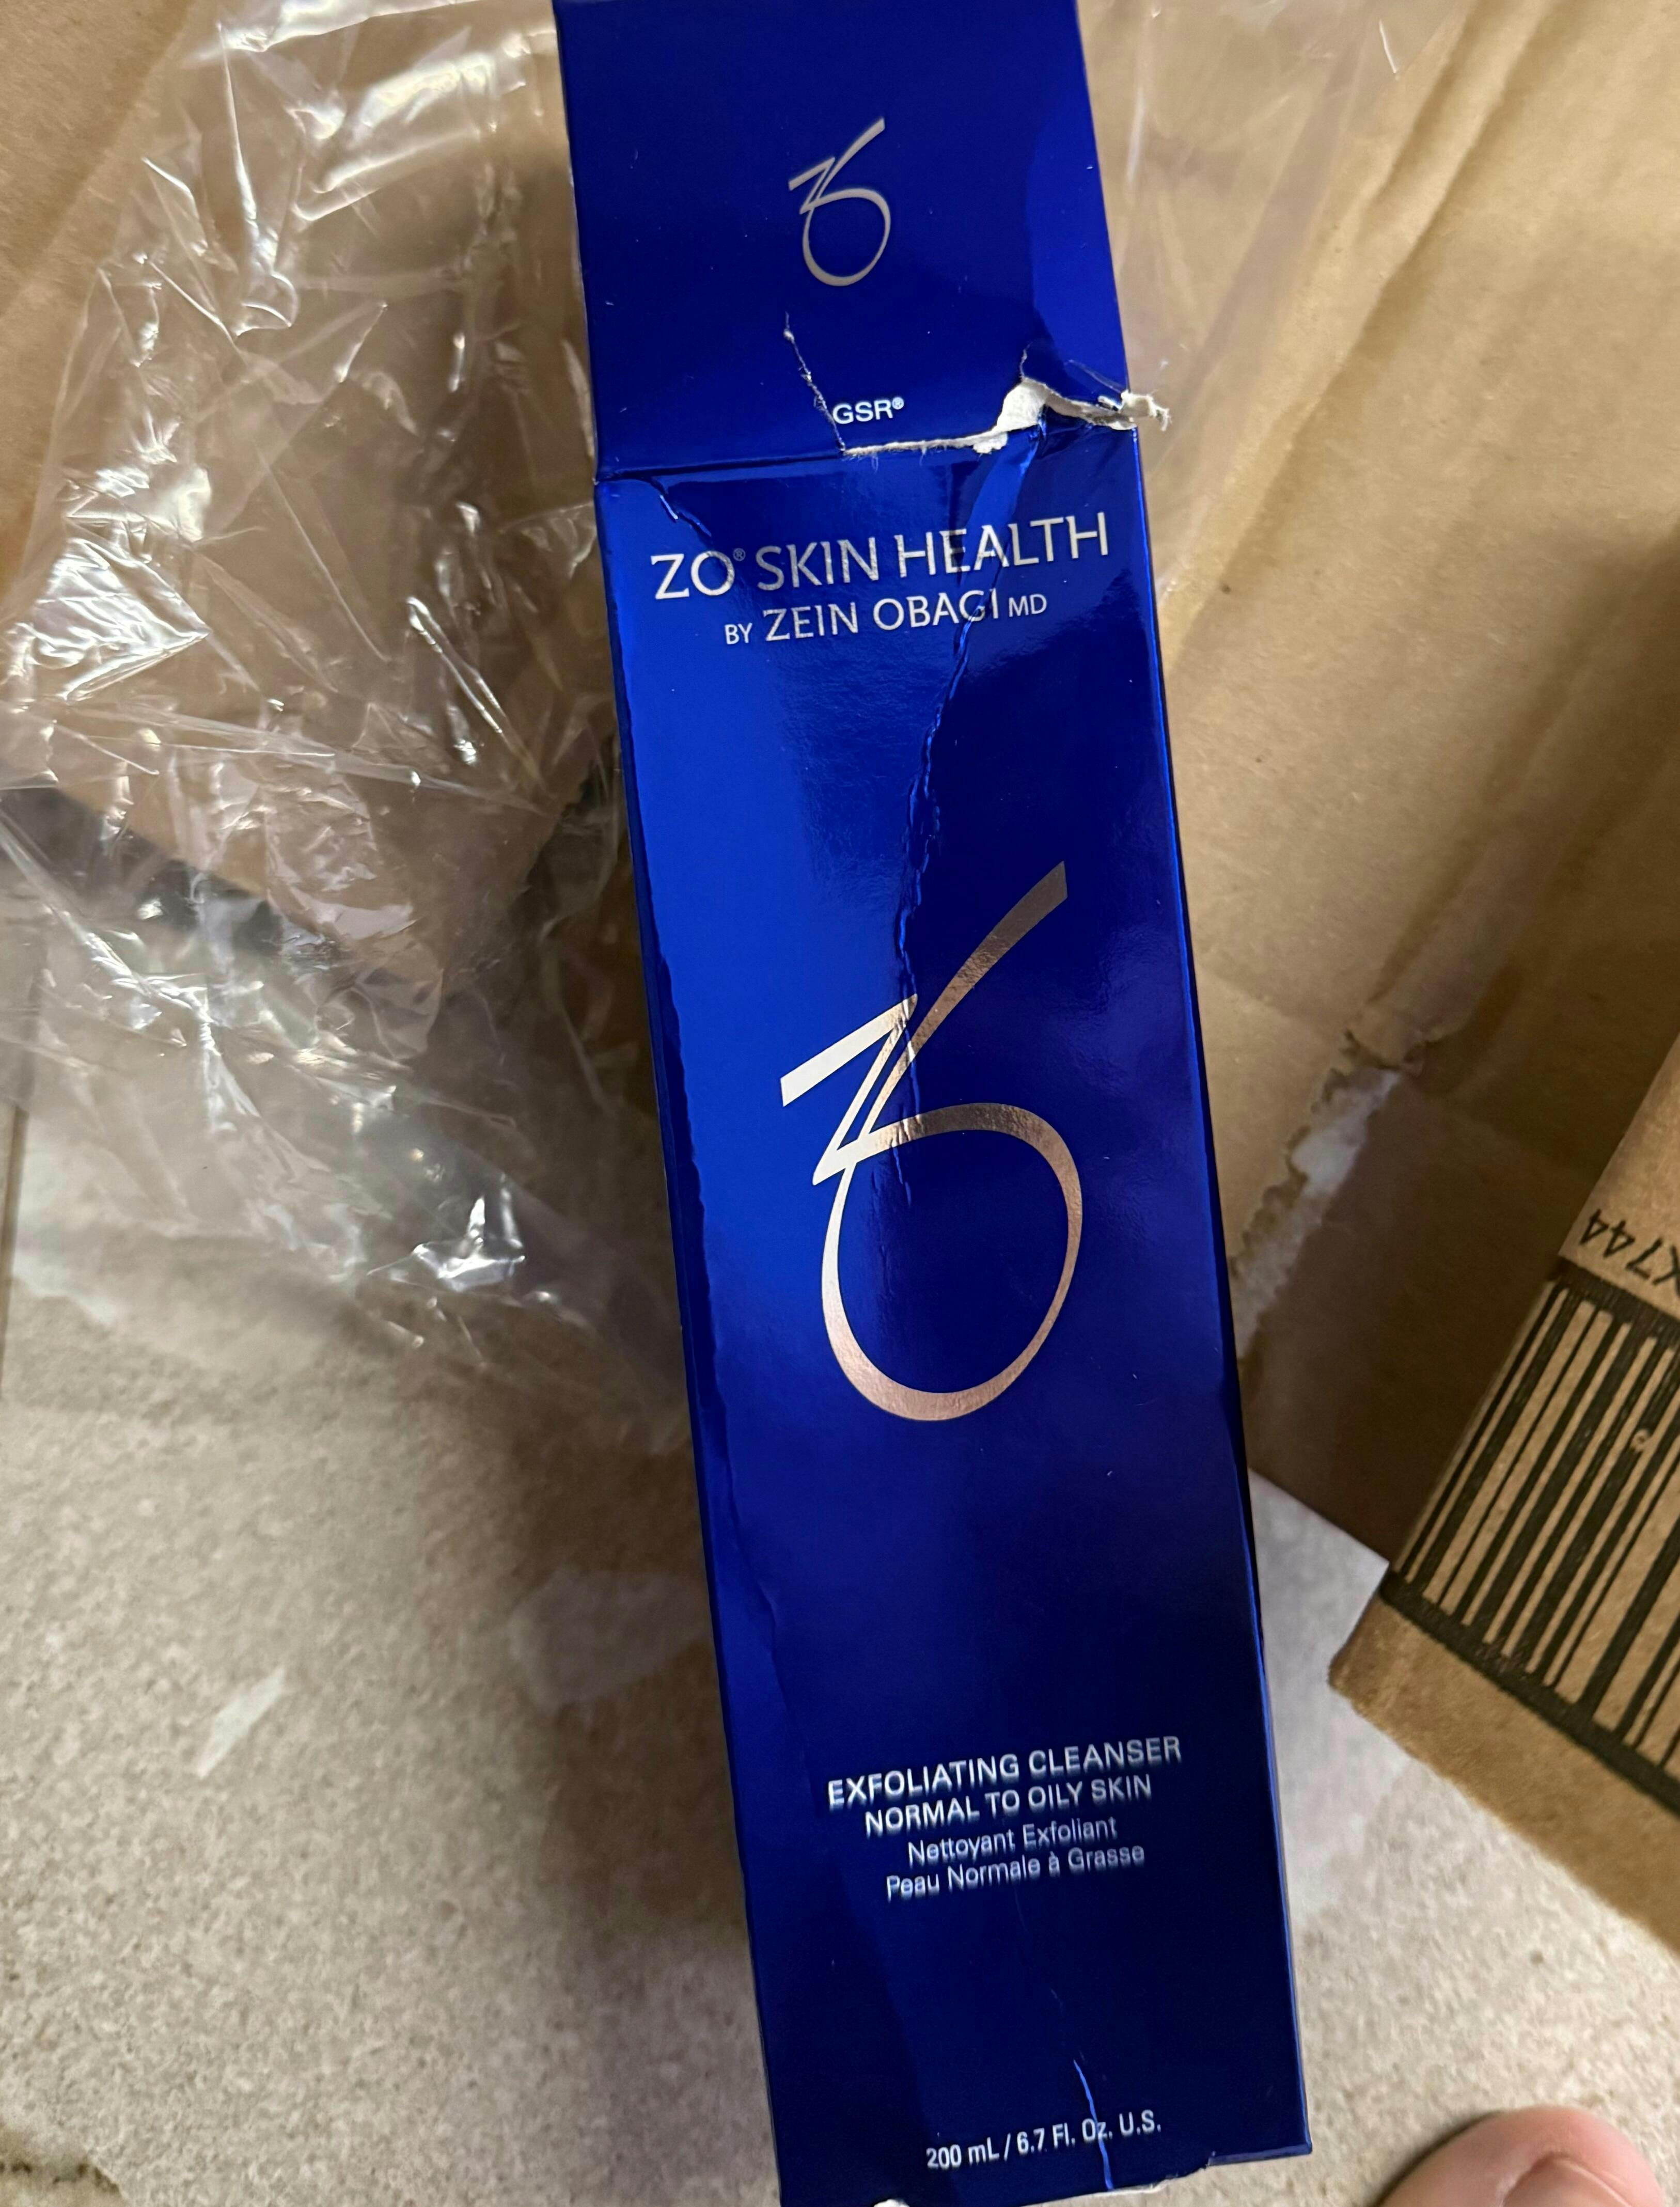 GSR®
ZO® SKIN HEALTH
BY ZEIN OBAGI MD
EXFOLIATING CLEANSER
NORMAL TO OILY SKIN
Nettoyant Exfoliant
Peau Normale à Grasse
200 mL / 6.7 Fl. Oz. U.S.